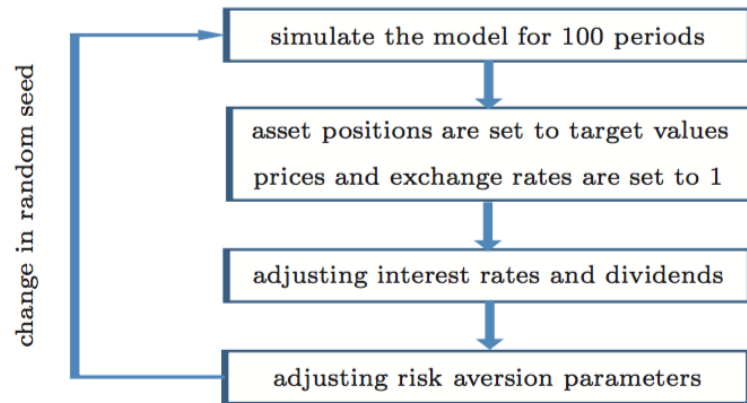 simulate the model for 100 periods
asset positions are set to target values
prices and exchange rates are set to 1
adjusting interest rates and dividends
adjusting risk aversion parameters
change in random seed